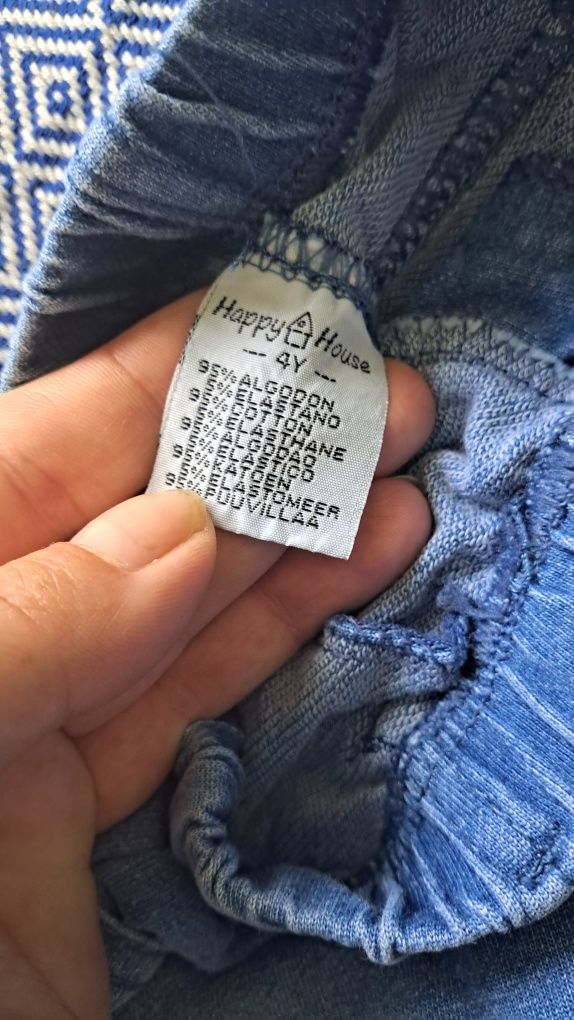 Happy House
-- 4Y --
95%ALGODON
5%ELASTANO
95%COTTON
5%ELASTHANE
95%ALGODAO
5%ELASTICO
95%KATOEN
5%ELASTOMEER
95%PUUVILLAA